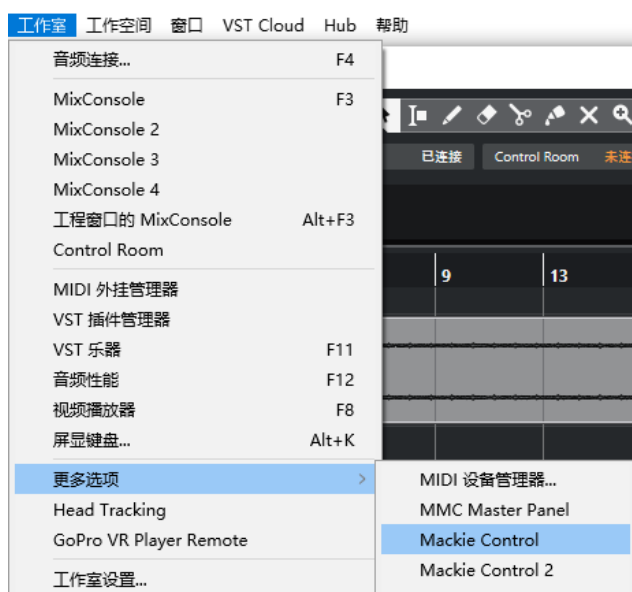 工作室 工作空间 窗口 VST Cloud Hub 帮助
音频连接... F4
MixConsole F3
MixConsole 2
已连接 Control Room
MixConsole 3
MixConsole 4
工程窗口的 MixConsole Alt+F3
Control Room
9 13
MIDI 外挂管理器
VST 插件管理器
VST 乐器 F11
音频性能 F12
视频播放器 F8
屏显键盘... Alt+K
更多选项
MIDI 设备管理器...
Head Tracking
MMC Master Panel
GoPro VR Player Remote
Mackie Control
工作室设置...
Mackie Control 2